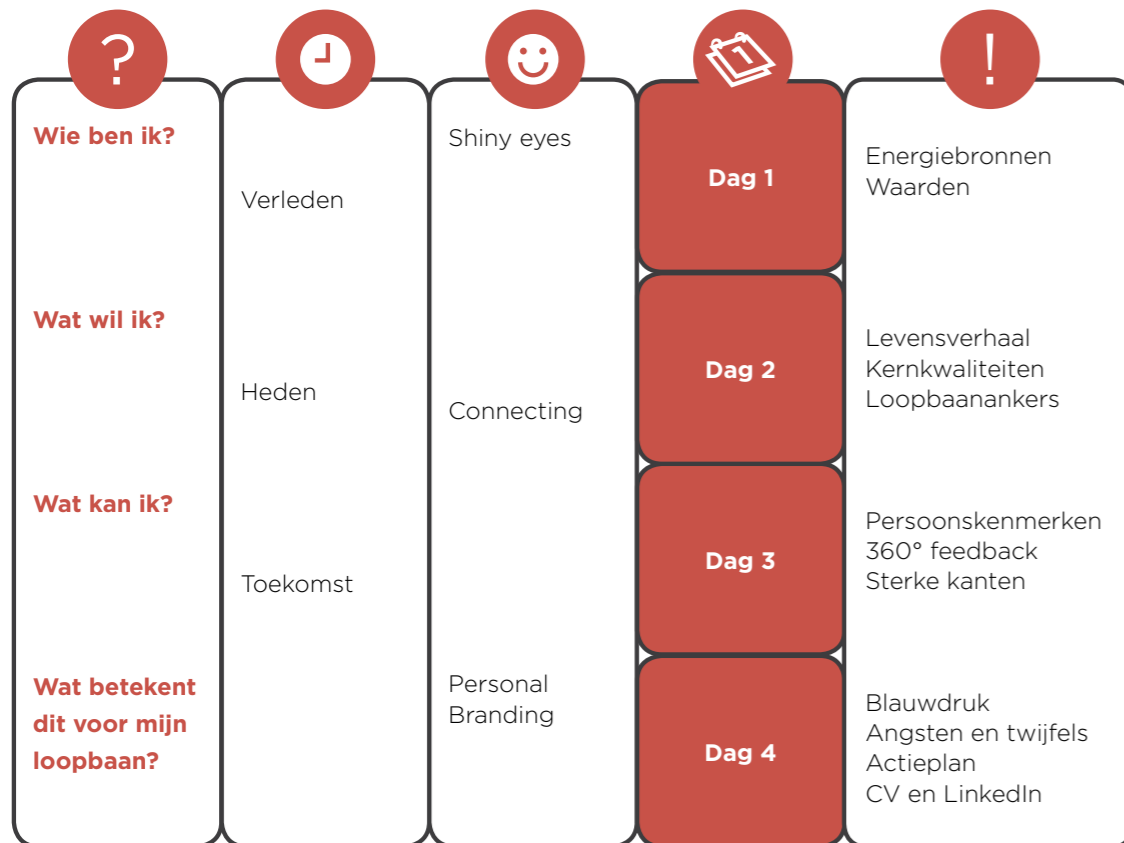 ?
!
Wie ben ik?
Wat wil ik?
Wat kan ik?
Wat betekent
dit voor mijn
loopbaan?
Verleden
Heden
Toekomst
Shiny eyes
Connecting
Personal
Branding
1
Dag 1
Dag 2
Dag 3
Dag 4
Energiebronnen
Waarden
Levensverhaal
Kernkwaliteiten
Loopbaanankers
Persoonskenmerken
360° feedback
Sterke kanten
Blauwdruk
Angsten en twijfels
Actieplan
CV en LinkedIn